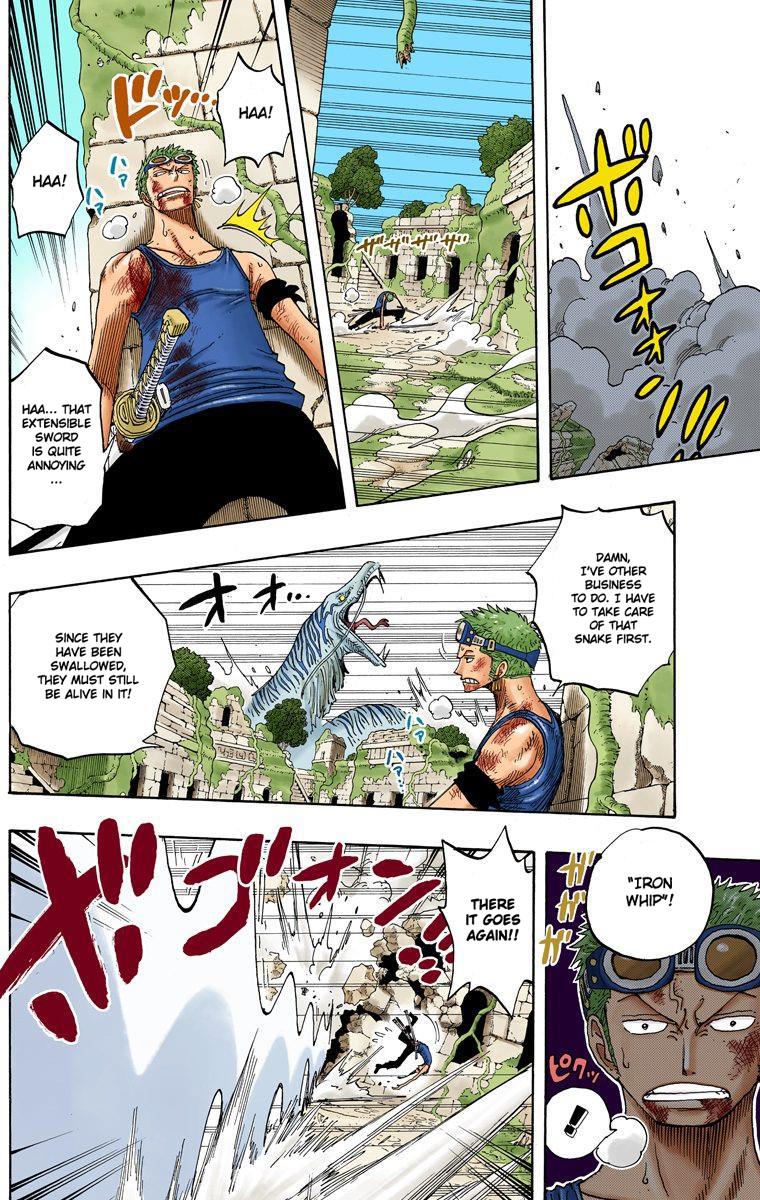 ボコォォン
ザザザザ
HAA!
ドッ…
ハァ
ハァ
HAA!
HAA... THAT
EXTENSIBLE
SWORD
IS QUITE
ANNOYING
...
DAMN,
I'VE OTHER
BUSINESS
TO DO. I HAVE
TO TAKE CARE
OF THAT
SNAKE FIRST.
オオ…
ハァ
ハァ…
SINCE THEY
HAVE BEEN
SWALLOWED,
THEY MUST STILL
BE ALIVE IN IT!
"IRON
WHIP"!
ガガガ
ピクッ
!
THERE
IT GOES
AGAIN!!
ボゴォン